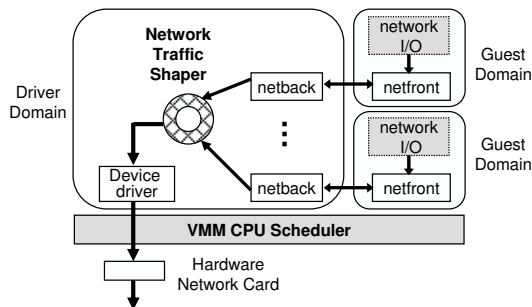 Network
Traffic
Shaper
Driver
Domain
netback
network
I/O
netfront
Guest
Domain
network
I/O
netfront
Guest
Domain
netback
Device
driver
VMM CPU Scheduler
Hardware
Network Card